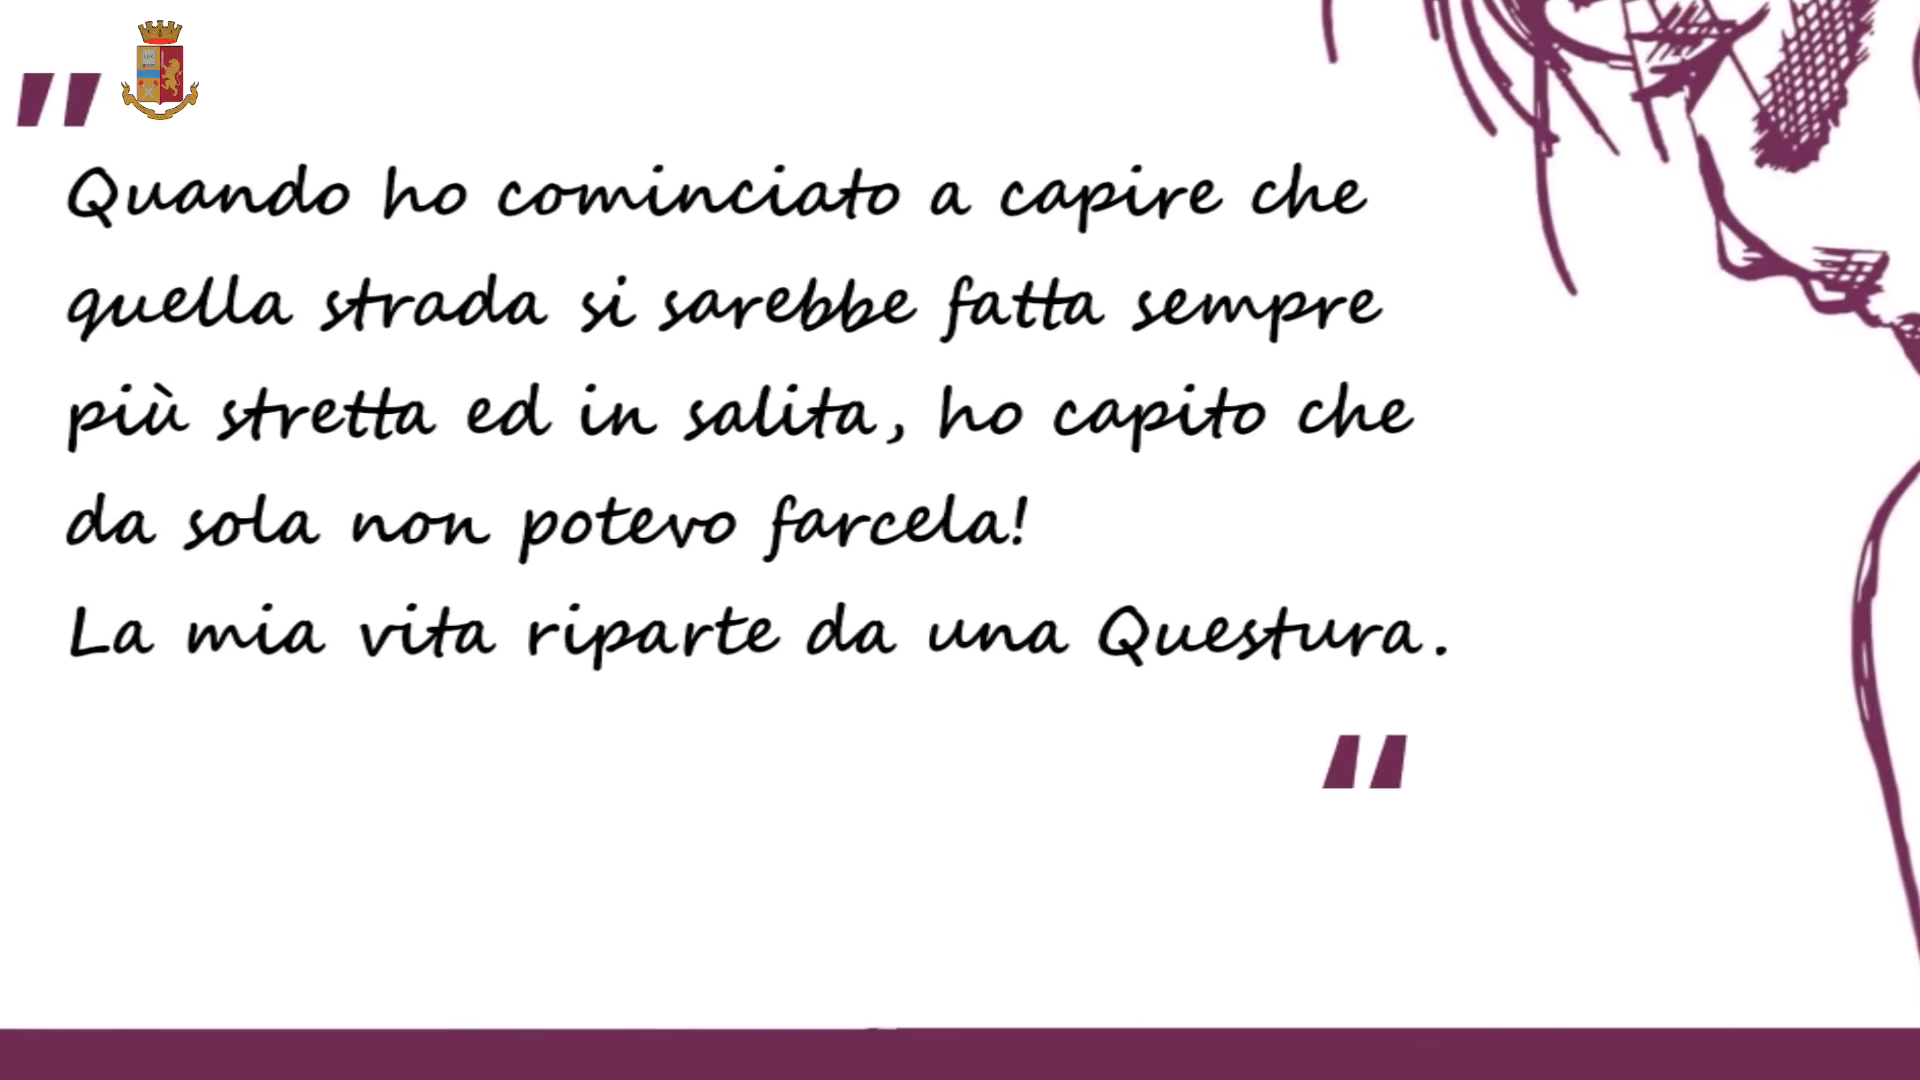 "
Quando ho cominciato a capire che
quella strada si sarebbe fatta sempre
più stretta ed in salita, ho capito che
da sola non potevo farcela!
La mia vita riparte da una Questura.
"